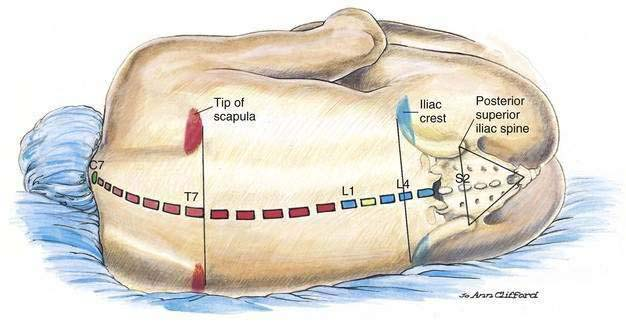 Tip of
scapula
Iliac
crest
Posterior
superior
iliac spine
C7
T7
L1
L4
S2
Jo Ann Clifford